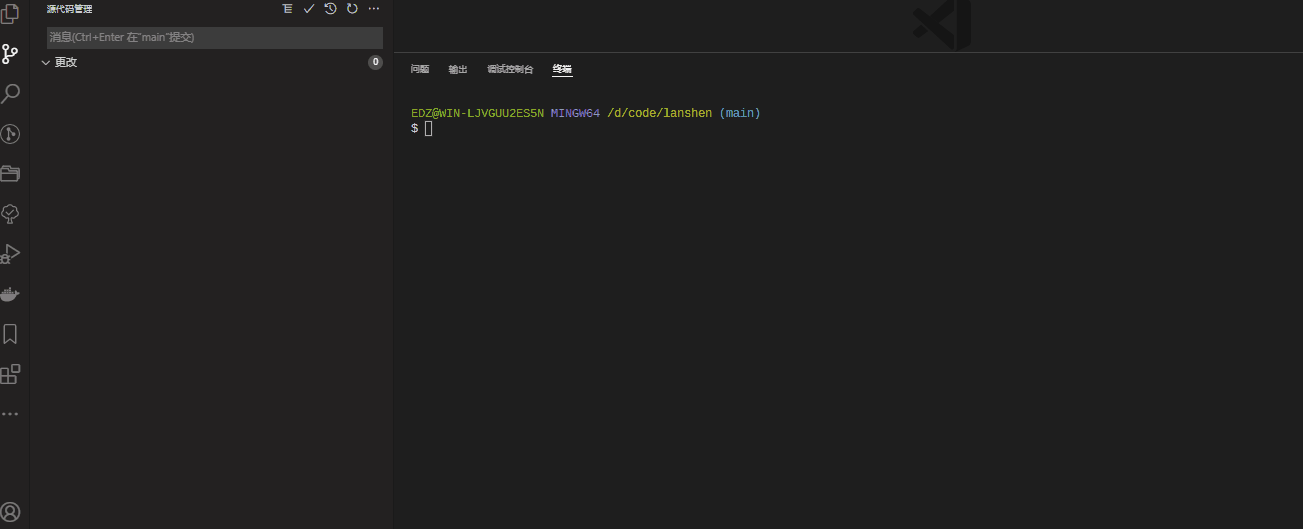 源代码管理
消息(Ctrl+Enter 在"main"提交)
更改 0
问题 输出 调试控制台 终端
EDZ@WIN-LJVGUU2ES5N MINGW64 /d/code/lanshen (main)
$